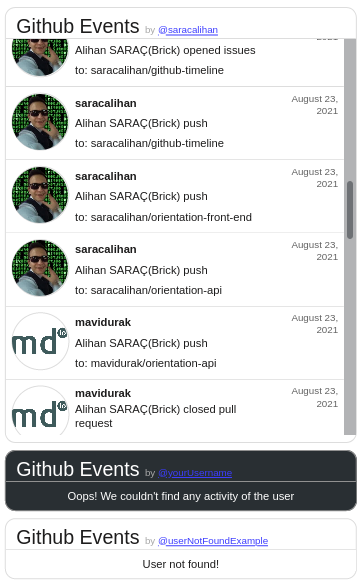 Github Events by @saracalihan
Alihan SARAÇ(Brick) opened issues
to: saracalihan/github-timeline
saracalihan
August 23,
2021
Alihan SARAÇ(Brick) push
to: saracalihan/github-timeline
saracalihan
August 23,
2021
Alihan SARAÇ(Brick) push
to: saracalihan/orientation-front-end
saracalihan
August 23,
2021
Alihan SARAÇ(Brick) push
to: saracalihan/orientation-api
md
mavidurak
August 23,
2021
Alihan SARAÇ(Brick) push
to: mavidurak/orientation-api
md
mavidurak
August 23,
2021
Alihan SARAÇ(Brick) closed pull
request
Github Events by @yourUsername
Oops! We couldn't find any activity of the user
Github Events by @userNotFoundExample
User not found!